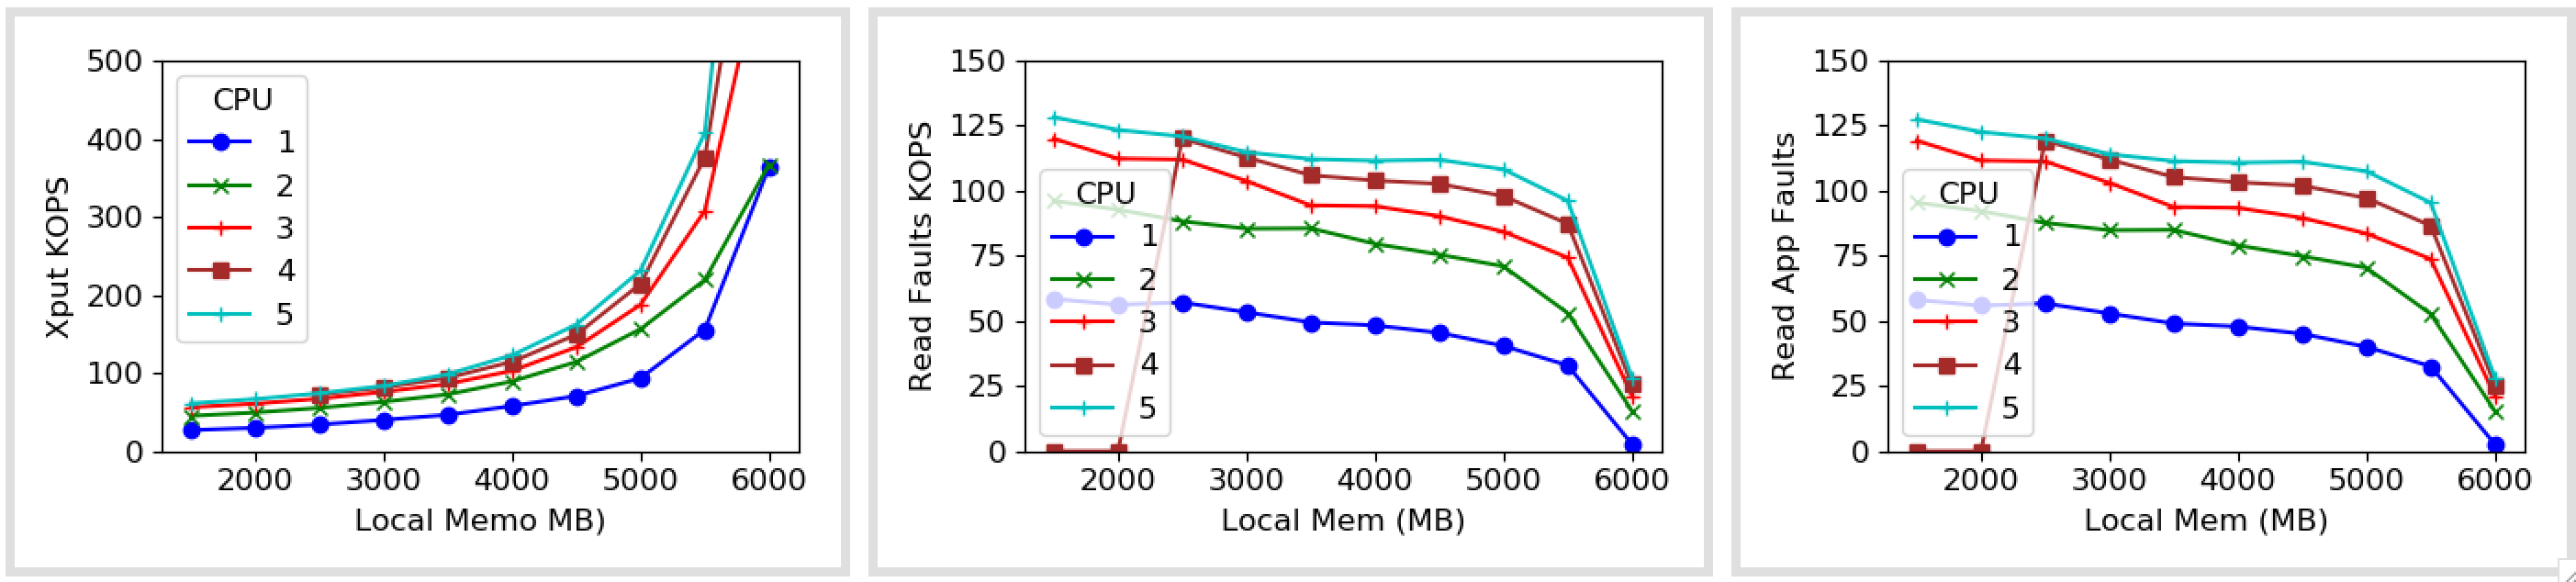 500
400
300
200
100
0
Xput KOPS
CPU
1
2
3
4
5
2000 3000 4000 5000 6000
Local Memo MB)
150
125
100
75
50
25
0
Read Faults KOPS
CPU
1
2
3
4
5
2000 3000 4000 5000 6000
Local Mem (MB)
150
125
100
75
50
25
0
Read App Faults
CPU
1
2
3
4
5
2000 3000 4000 5000 6000
Local Mem (MB)